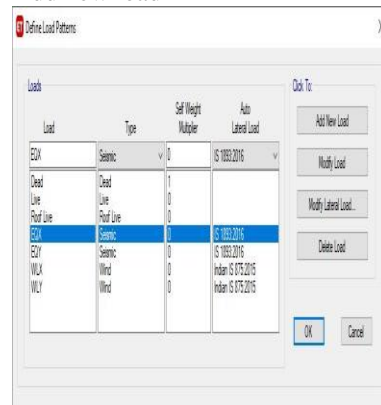 Define Load Patterns
Loads
Click To:
Load Type Self Weight Multiplier Auto Lateral Load
EQX Seismic 0 IS 1893:2016
Dead Dead 1
Live Live 0
Roof Live Roof Live 0
EQX Seismic 0 IS 1893:2016
EQY Seismic 0 IS 1893:2016
WLX Wind 0 Indian IS 875:2015
WLY Wind 0 Indian IS 875:2015
Add New Load
Modify Load
Modify Lateral Load...
Delete Load
OK Cancel